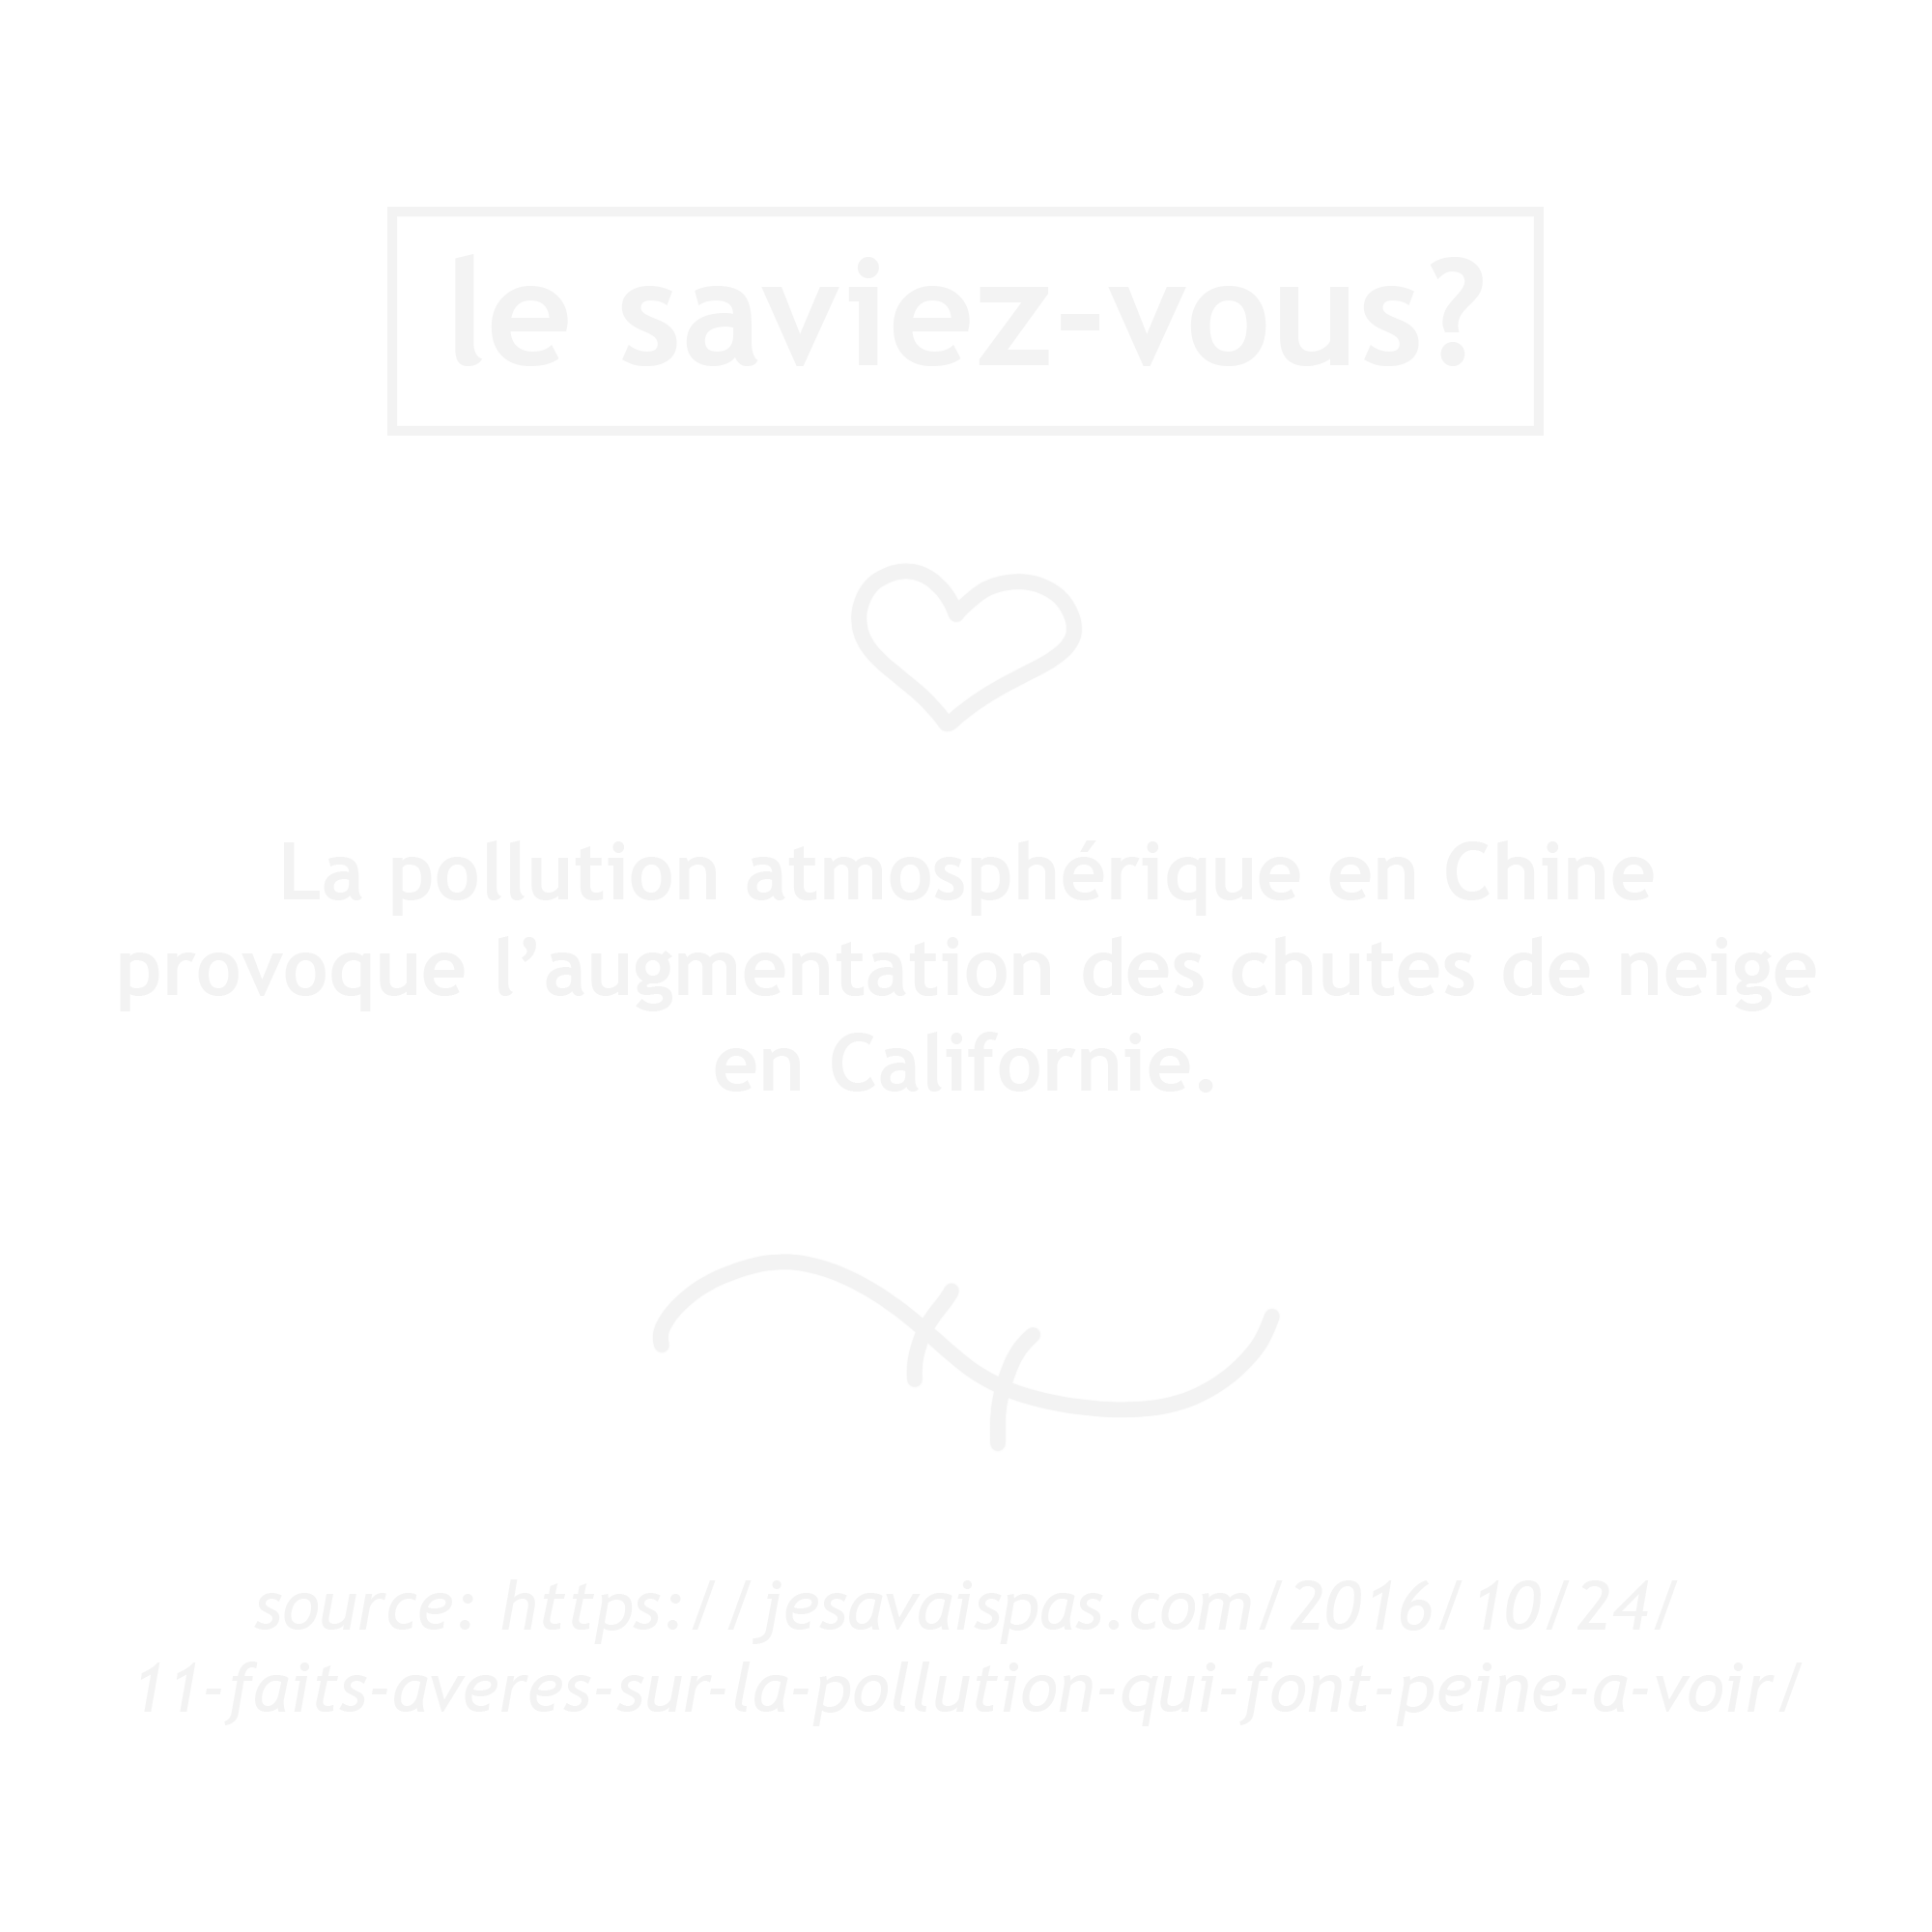 le saviez-vous?
La pollution atmosphérique en Chine
provoque l’augmentation des chutes de neige
en Californie.
source: https://jesavaispas.com/2016/10/24/
11-faits-averes-sur-la-pollution-qui-font-peine-a-voir/